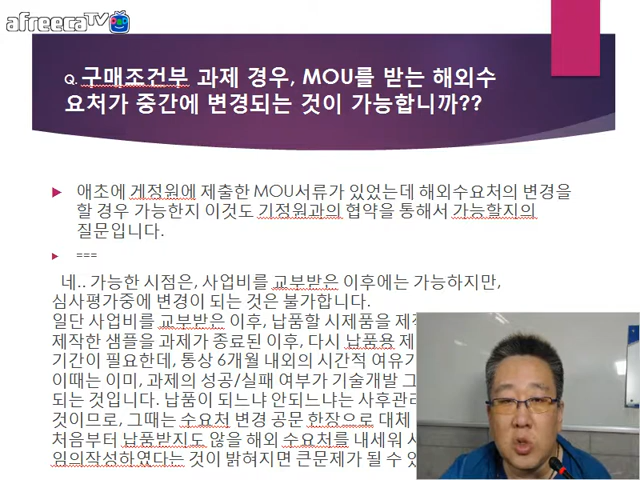 afreecaTV
Q. 구매조건부 과제 경우, MOU를 받는 해외수
요처가 중간에 변경되는 것이 가능합니까??
애초에 게정원에 제출한 MOU서류가 있었는데 해외수요처의 변경을
할 경우 가능한지 이것도 기정원과의 협약을 통해서 가능할지의
질문입니다.
===
네.. 가능한 시점은, 사업비를 교부받은 이후에는 가능하지만,
심사평가중에 변경이 되는 것은 불가합니다.
일단 사업비를 교부받은 이후, 납품할 시제품을
제작한 샘플을 과제가 종료된 이후, 다시 납품용
기간이 필요한데, 통상 6개월 내외의 시간적
이때는 이미, 과제의 성공/실패 여부가 기술개발
되는 것입니다. 납품이 되느냐 안되느냐는
것이므로, 그때는 수요처 변경 공문 한장으로 대체
처음부터 납품받지도 않을 해외 수요처를 내세워
임의작성하였다는 것이 밝혀지면 큰문제가 될 수